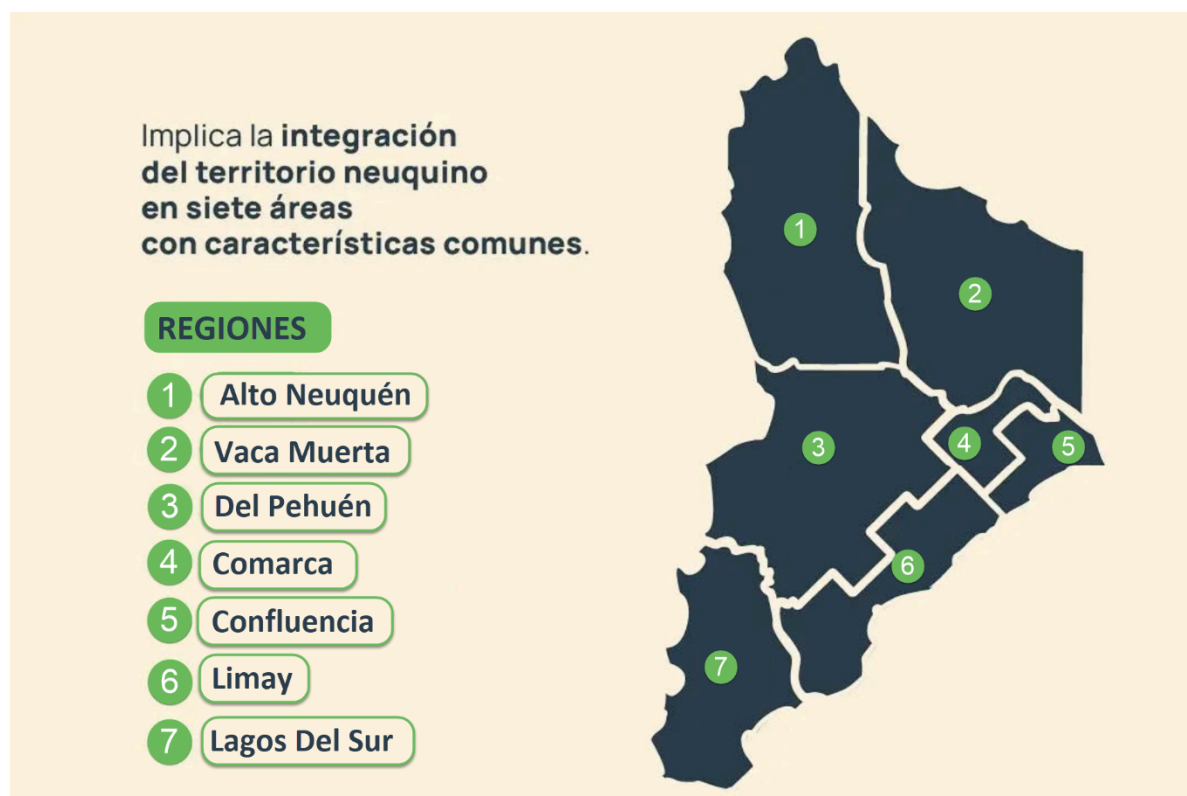 Implica la integración
del territorio neuquino
en siete áreas
con características comunes.
REGIONES
1 Alto Neuquén
2 Vaca Muerta
3 Del Pehuén
4 Comarca
5 Confluencia
6 Limay
7 Lagos Del Sur
1
2
3
4
5
6
7